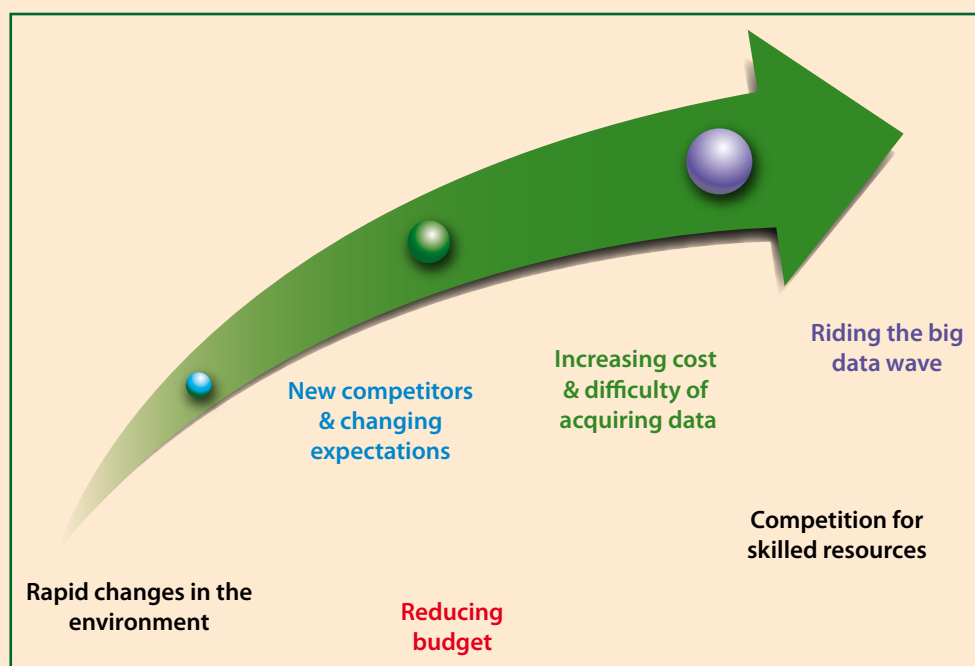 Rapid changes in the
environment
New competitors
& changing
expectations
Reducing
budget
Increasing cost
& difficulty of
acquiring data
Riding the big
data wave
Competition for
skilled resources